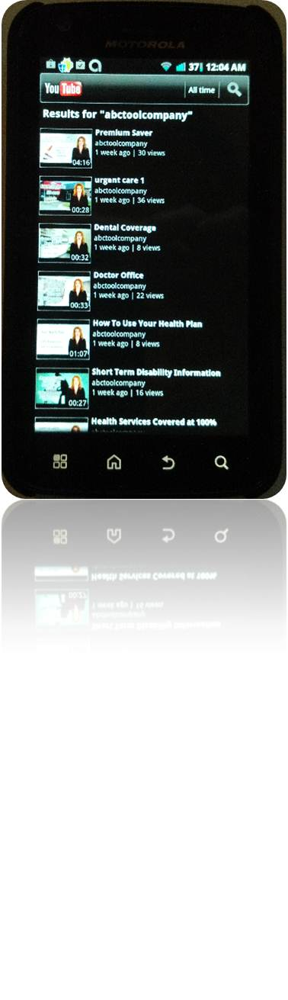 MOTOROLA
37 12:04 AM
YouTube All time
Results for "abctoolcompany"
Premium Saver
abctoolcompany
1 week ago | 30 views
04:16
urgent care 1
abctoolcompany
1 week ago | 36 views
00:28
Dental Coverage
abctoolcompany
1 week ago | 8 views
00:32
Doctor Office
abctoolcompany
1 week ago | 22 views
00:33
How To Use Your Health Plan
abctoolcompany
1 week ago | 8 views
01:07
Short Term Disability Information
abctoolcompany
1 week ago | 16 views
00:27
Health Services Covered at 100%